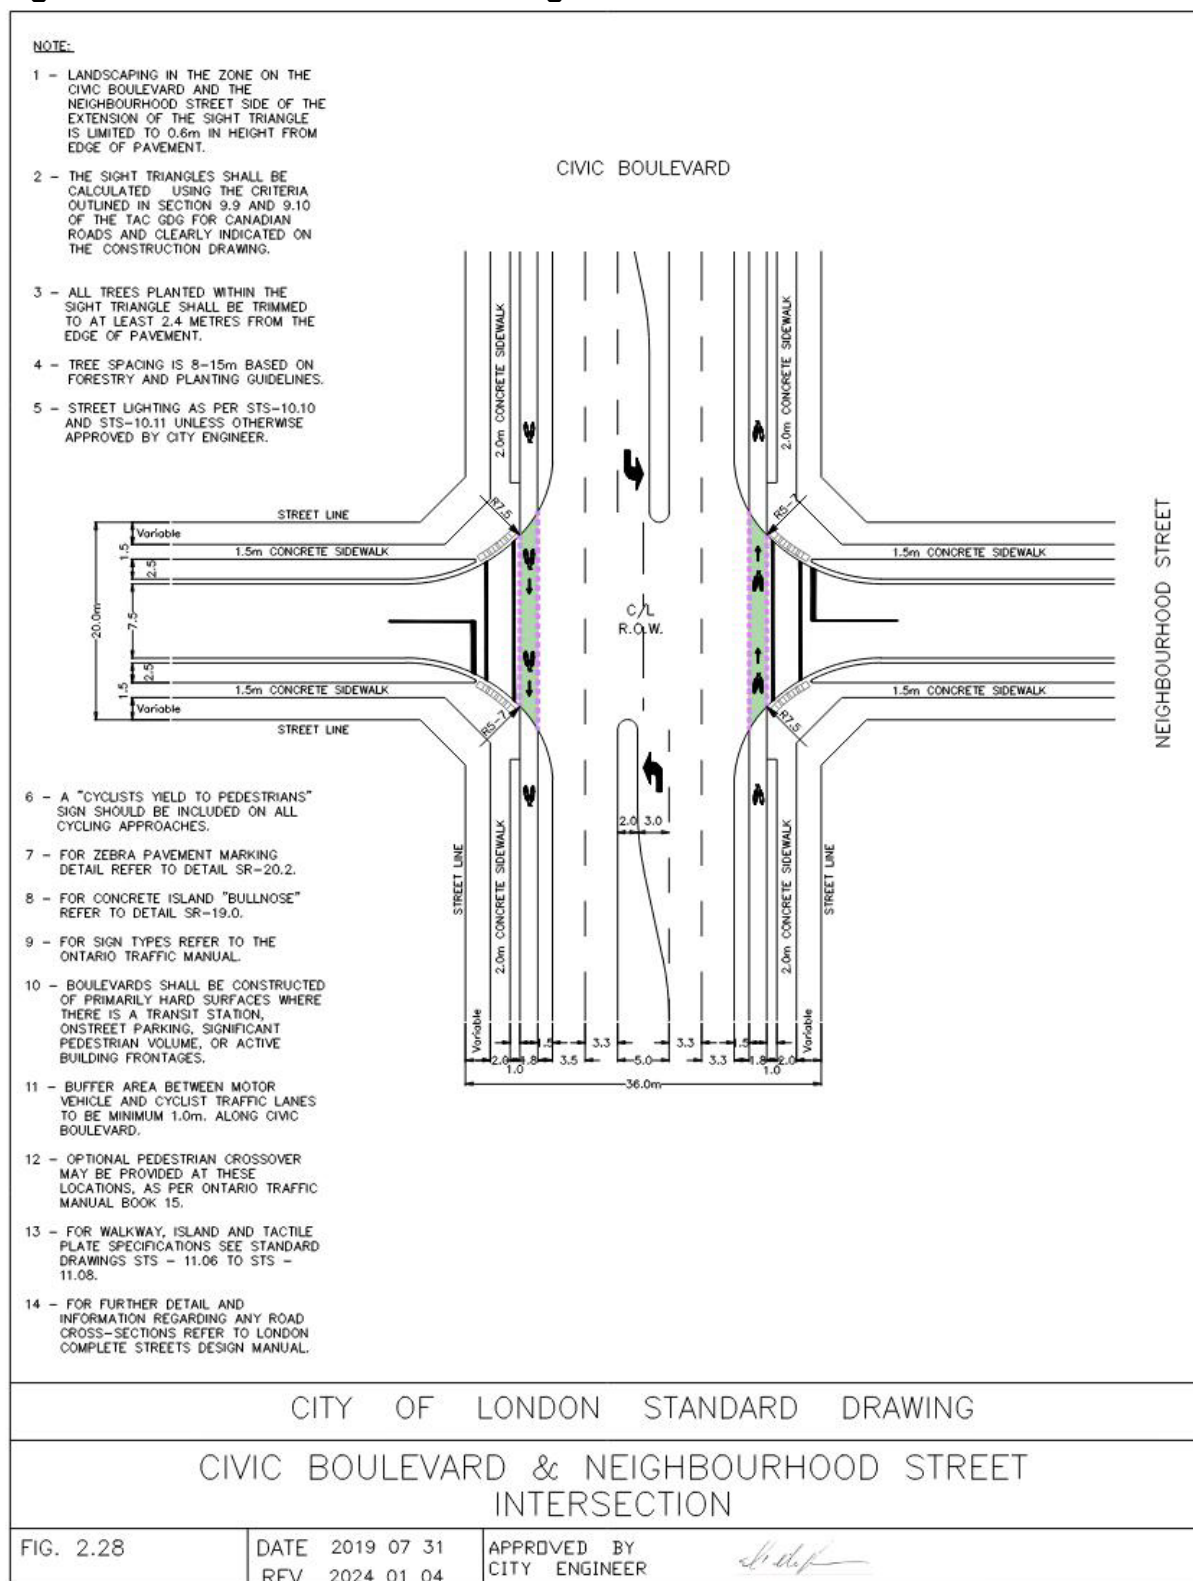 NOTE:
1 - LANDSCAPING IN THE ZONE ON THE
CIVIC BOULEVARD AND THE
NEIGHBOURHOOD STREET SIDE OF THE
EXTENSION OF THE SIGHT TRIANGLE
IS LIMITED TO 0.6m IN HEIGHT FROM
EDGE OF PAVEMENT.
2 - THE SIGHT TRIANGLES SHALL BE
CALCULATED USING THE CRITERIA
OUTLINED IN SECTION 9.9 AND 9.10
OF THE TAC GDG FOR CANADIAN
ROADS AND CLEARLY INDICATED ON
THE CONSTRUCTION DRAWING.
3 - ALL TREES PLANTED WITHIN THE
SIGHT TRIANGLE SHALL BE TRIMMED
TO AT LEAST 2.4 METRES FROM THE
EDGE OF PAVEMENT.
4 - TREE SPACING IS 8-15m BASED ON
FORESTRY AND PLANTING GUIDELINES.
5 - STREET LIGHTING AS PER STS-10.10
AND STS-10.11 UNLESS OTHERWISE
APPROVED BY CITY ENGINEER.
CIVIC BOULEVARD
2.0m CONCRETE SIDEWALK
2.0m CONCRETE SIDEWALK
R7.5
R5-7
STREET LINE
Variable
1.5
1.5m CONCRETE SIDEWALK
1.5m CONCRETE SIDEWALK
2.5
20.0m
7.5
C/L
R.O.W.
NEIGHBOURHOOD STREET
2.5
1.5
1.5m CONCRETE SIDEWALK
1.5m CONCRETE SIDEWALK
Variable
STREET LINE
R5-7
R7.5
6 - A "CYCLISTS YIELD TO PEDESTRIANS"
SIGN SHOULD BE INCLUDED ON ALL
CYCLING APPROACHES.
7 - FOR ZEBRA PAVEMENT MARKING
DETAIL REFER TO DETAIL SR-20.2.
8 - FOR CONCRETE ISLAND "BULLNOSE"
REFER TO DETAIL SR-19.0.
9 - FOR SIGN TYPES REFER TO THE
ONTARIO TRAFFIC MANUAL.
10 - BOULEVARDS SHALL BE CONSTRUCTED
OF PRIMARILY HARD SURFACES WHERE
THERE IS A TRANSIT STATION,
ONSTREET PARKING, SIGNIFICANT
PEDESTRIAN VOLUME, OR ACTIVE
BUILDING FRONTAGES.
11 - BUFFER AREA BETWEEN MOTOR
VEHICLE AND CYCLIST TRAFFIC LANES
TO BE MINIMUM 1.0m. ALONG CIVIC
BOULEVARD.
12 - OPTIONAL PEDESTRIAN CROSSOVER
MAY BE PROVIDED AT THESE
LOCATIONS, AS PER ONTARIO TRAFFIC
MANUAL BOOK 15.
13 - FOR WALKWAY, ISLAND AND TACTILE
PLATE SPECIFICATIONS SEE STANDARD
DRAWINGS STS - 11.06 TO STS -
11.08.
14 - FOR FURTHER DETAIL AND
INFORMATION REGARDING ANY ROAD
CROSS-SECTIONS REFER TO LONDON
COMPLETE STREETS DESIGN MANUAL.
2.0 3.0
STREET LINE
2.0m CONCRETE SIDEWALK
2.0m CONCRETE SIDEWALK
STREET LINE
Variable
Variable
1.5 3.3 3.3 1.5
2.0 1.8 3.5 5.0 3.3 1.8 2.0
1.0 1.0
36.0m
CITY OF LONDON STANDARD DRAWING
CIVIC BOULEVARD & NEIGHBOURHOOD STREET
INTERSECTION
FIG. 2.28
DATE 2019 07 31
REV 2024 01 04
APPROVED BY
CITY ENGINEER